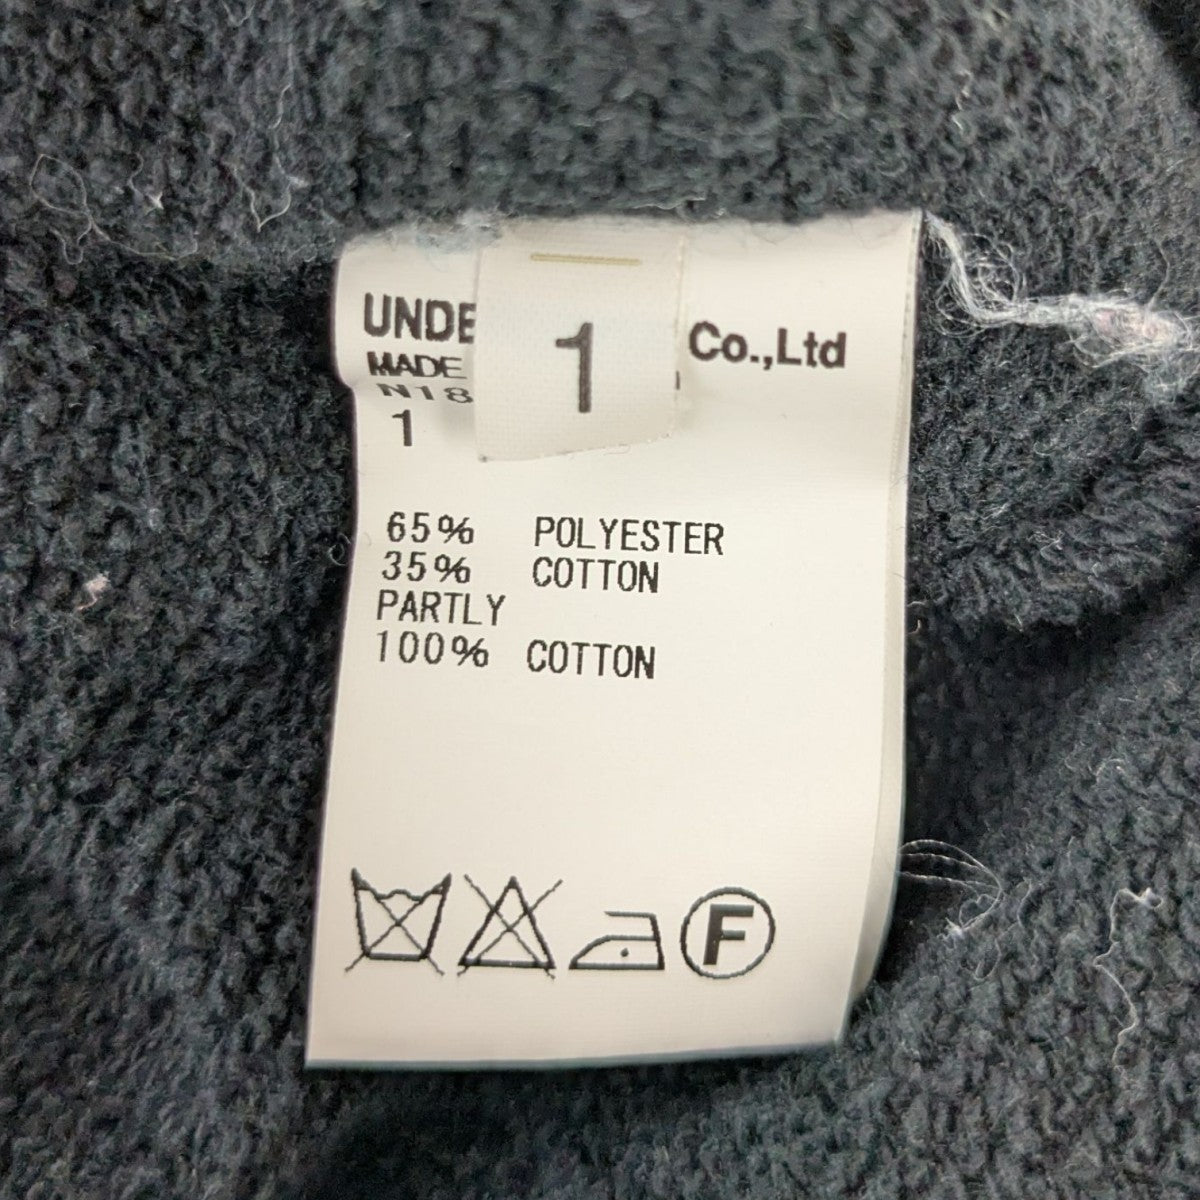 UNDE Co.,Ltd
MADE
N18
1
1
65% POLYESTER
35% COTTON
PARTLY
100% COTTON
F